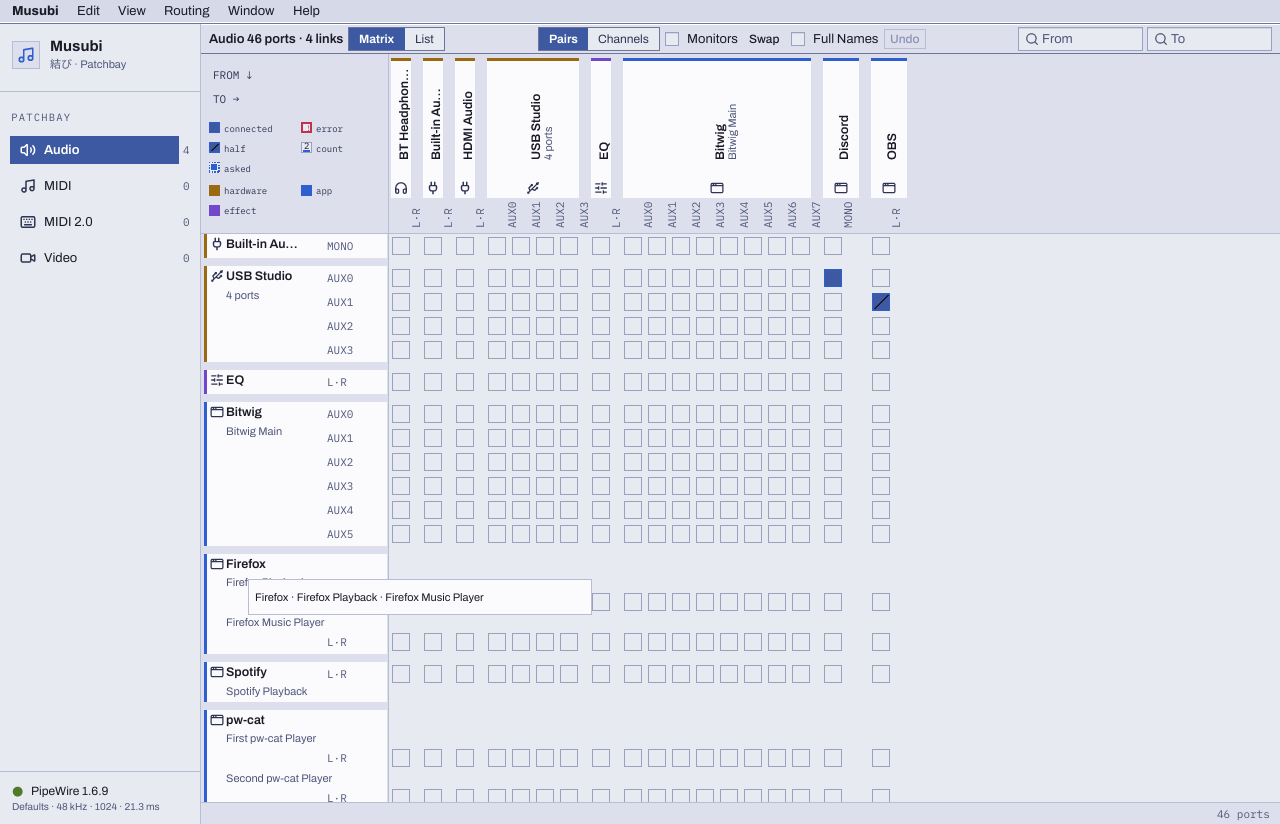 Musubi Edit View Routing Window Help
Musubi
結び · Patchbay
PATCHBAY
Audio 4
MIDI 0
MIDI 2.0 0
Video 0
PipeWire 1.6.9
Defaults · 48 kHz · 1024 · 21.3 ms
Audio 46 ports · 4 links Matrix List Pairs Channels Monitors Swap Full Names Undo From To
FROM ↓
TO →
connected error
half 2 count
asked
hardware app
effect
BT Headphon…
Built-in Au…
HDMI Audio
USB Studio
4 ports
EQ
Bitwig
Bitwig Main
Discord
OBS
L·R L·R L·R AUX0 AUX1 AUX2 AUX3 L·R AUX0 AUX1 AUX2 AUX3 AUX4 AUX5 AUX6 AUX7 MONO L·R
Built-in Au… MONO
USB Studio AUX0
4 ports
AUX1
AUX2
AUX3
EQ L·R
Bitwig AUX0
Bitwig Main
AUX1
AUX2
AUX3
AUX4
AUX5
Firefox
Firefox · Firefox Playback · Firefox Music Player
Firefox Music Player
L·R
Spotify L·R
Spotify Playback
pw-cat
First pw-cat Player
L·R
Second pw-cat Player
L·R
46 ports